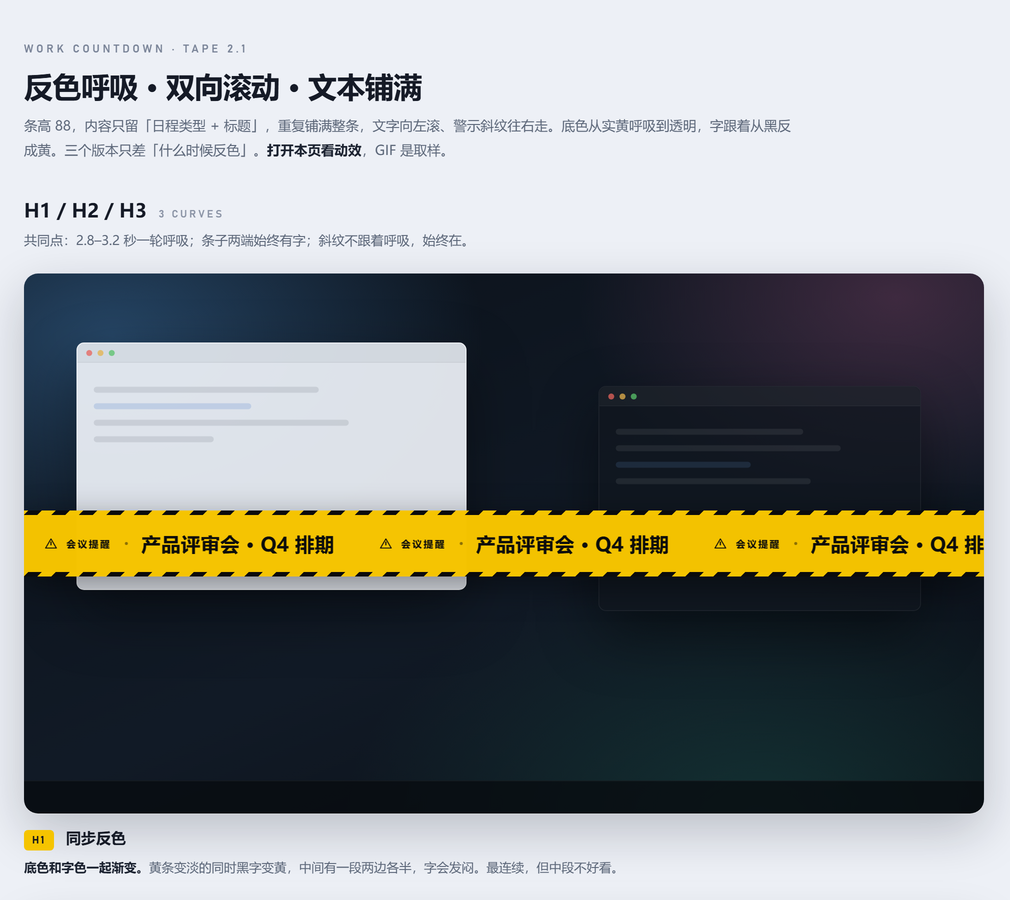 WORK COUNTDOWN · TAPE 2.1
反色呼吸 • 双向滚动 • 文本铺满
条高 88，内容只留「日程类型 + 标题」，重复铺满整条，文字向左滚、警示斜纹往右走。底色从实黄呼吸到透明，字跟着从黑反
成黄。三个版本只差「什么时候反色」。打开本页看动效，GIF 是取样。
H1 / H2 / H3 3 CURVES
共同点：2.8–3.2 秒一轮呼吸；条子两端始终有字；斜纹不跟着呼吸，始终在。
⚠ 会议提醒 • 产品评审会 • Q4 排期 ⚠ 会议提醒 • 产品评审会 • Q4 排期 ⚠ 会议提醒 • 产品评审会 • Q4 排
H1 同步反色
底色和字色一起渐变。黄条变淡的同时黑字变黄，中间有一段两边各半，字会发闷。最连续，但中段不好看。